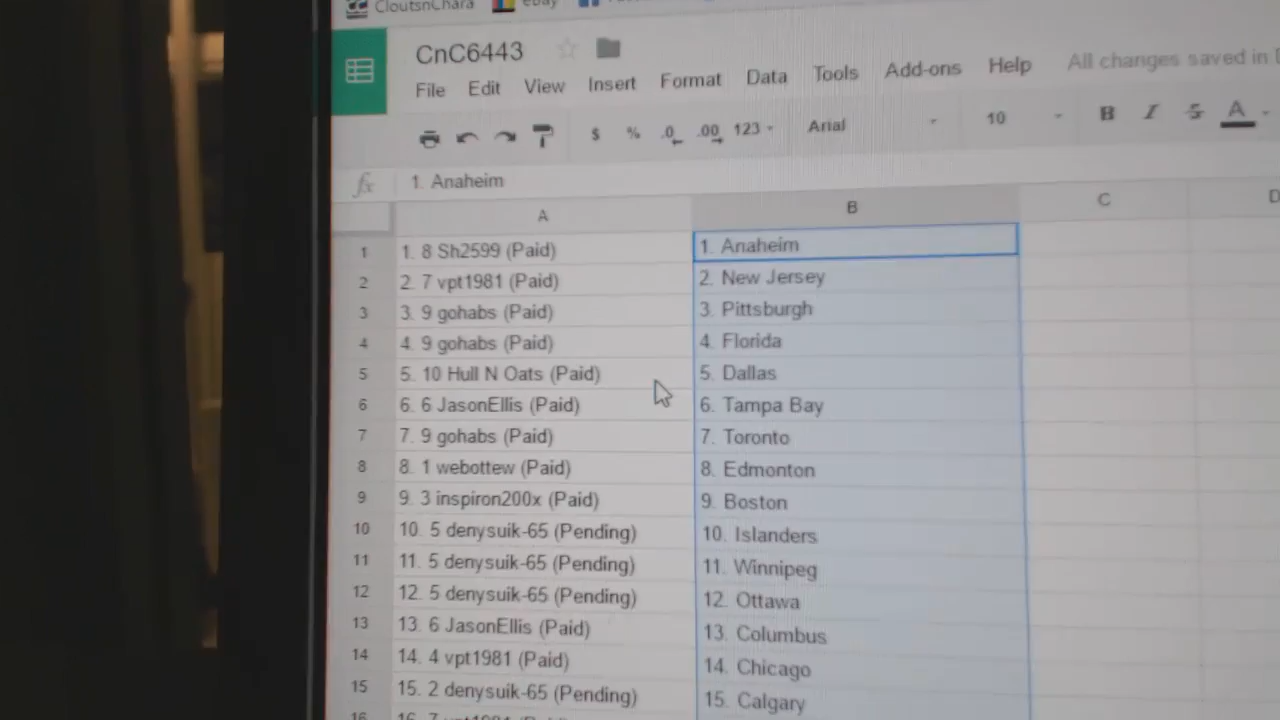 CloutsnChara
ebay
CnC6443
File Edit View Insert Format Data Tools Add-ons Help All changes saved in
$ % .0 .00 123 Arial 10 B I S A
fx 1. Anaheim
A B C D
1 1. 8 Sh2599 (Paid) 1. Anaheim
2 2. 7 vpt1981 (Paid) 2. New Jersey
3 3. 9 gohabs (Paid) 3. Pittsburgh
4 4. 9 gohabs (Paid) 4. Florida
5 5. 10 Hull N Oats (Paid) 5. Dallas
6 6. 6 JasonEllis (Paid) 6. Tampa Bay
7 7. 9 gohabs (Paid) 7. Toronto
8 8. 1 webottew (Paid) 8. Edmonton
9 9. 3 inspiron200x (Paid) 9. Boston
10 10. 5 denysuik-65 (Pending) 10. Islanders
11 11. 5 denysuik-65 (Pending) 11. Winnipeg
12 12. 5 denysuik-65 (Pending) 12. Ottawa
13 13. 6 JasonEllis (Paid) 13. Columbus
14 14. 4 vpt1981 (Paid) 14. Chicago
15 15. 2 denysuik-65 (Pending) 15. Calgary
16 16. 7 vpt1981